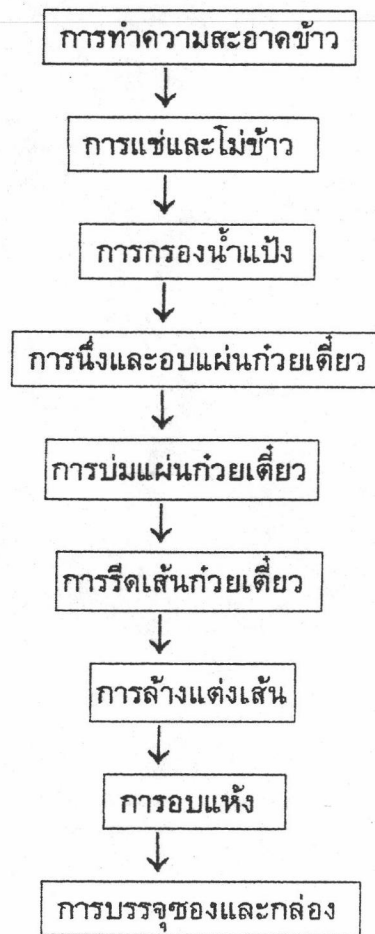 การทำความสะอาดข้าว
การแช่และโม่ข้าว
การกรองน้ำแป้ง
การนึ่งและอบแผ่นก๋วยเตี๋ยว
การบ่มแผ่นก๋วยเตี๋ยว
การรีดเส้นก๋วยเตี๋ยว
การล้างแต่งเส้น
การอบแห้ง
การบรรจุซองและกล่อง